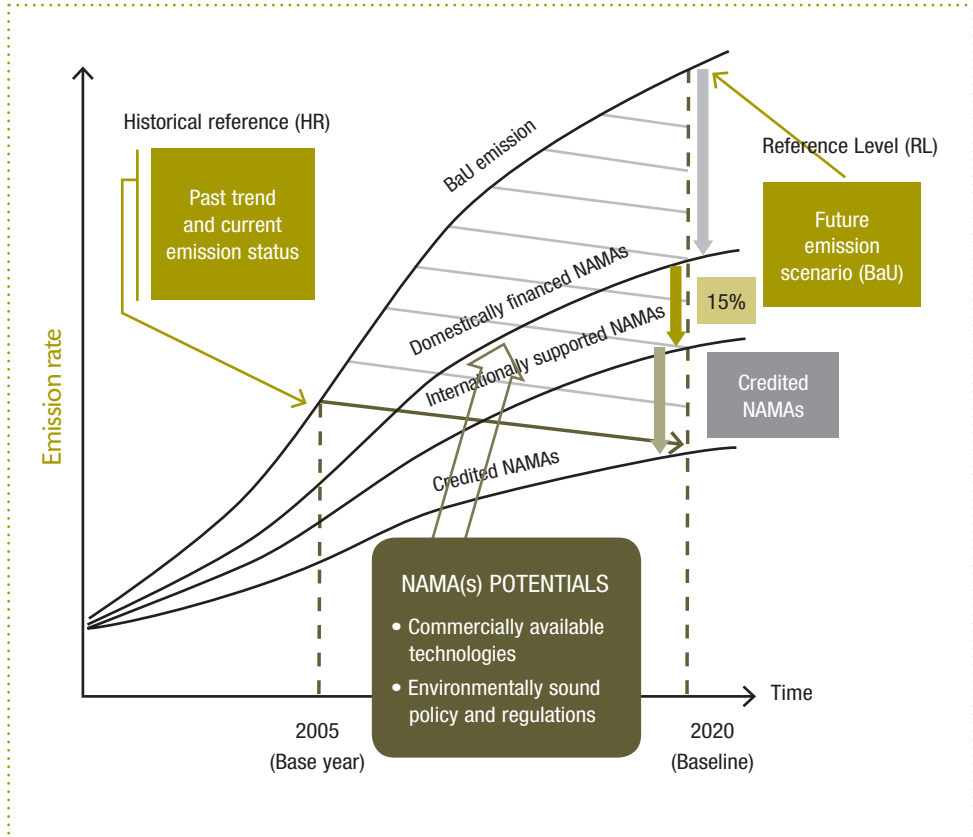 Historical reference (HR)
Past trend
and current
emission status
BaU emission
Reference Level (RL)
Future
emission
scenario (BaU)
Domestically financed NAMAs
15%
Internationally supported NAMAs
Credited
NAMAs
Credited NAMAs
Emission rate
NAMA(s) POTENTIALS
• Commercially available
technologies
• Environmentally sound
policy and regulations
Time
2005
(Base year)
2020
(Baseline)